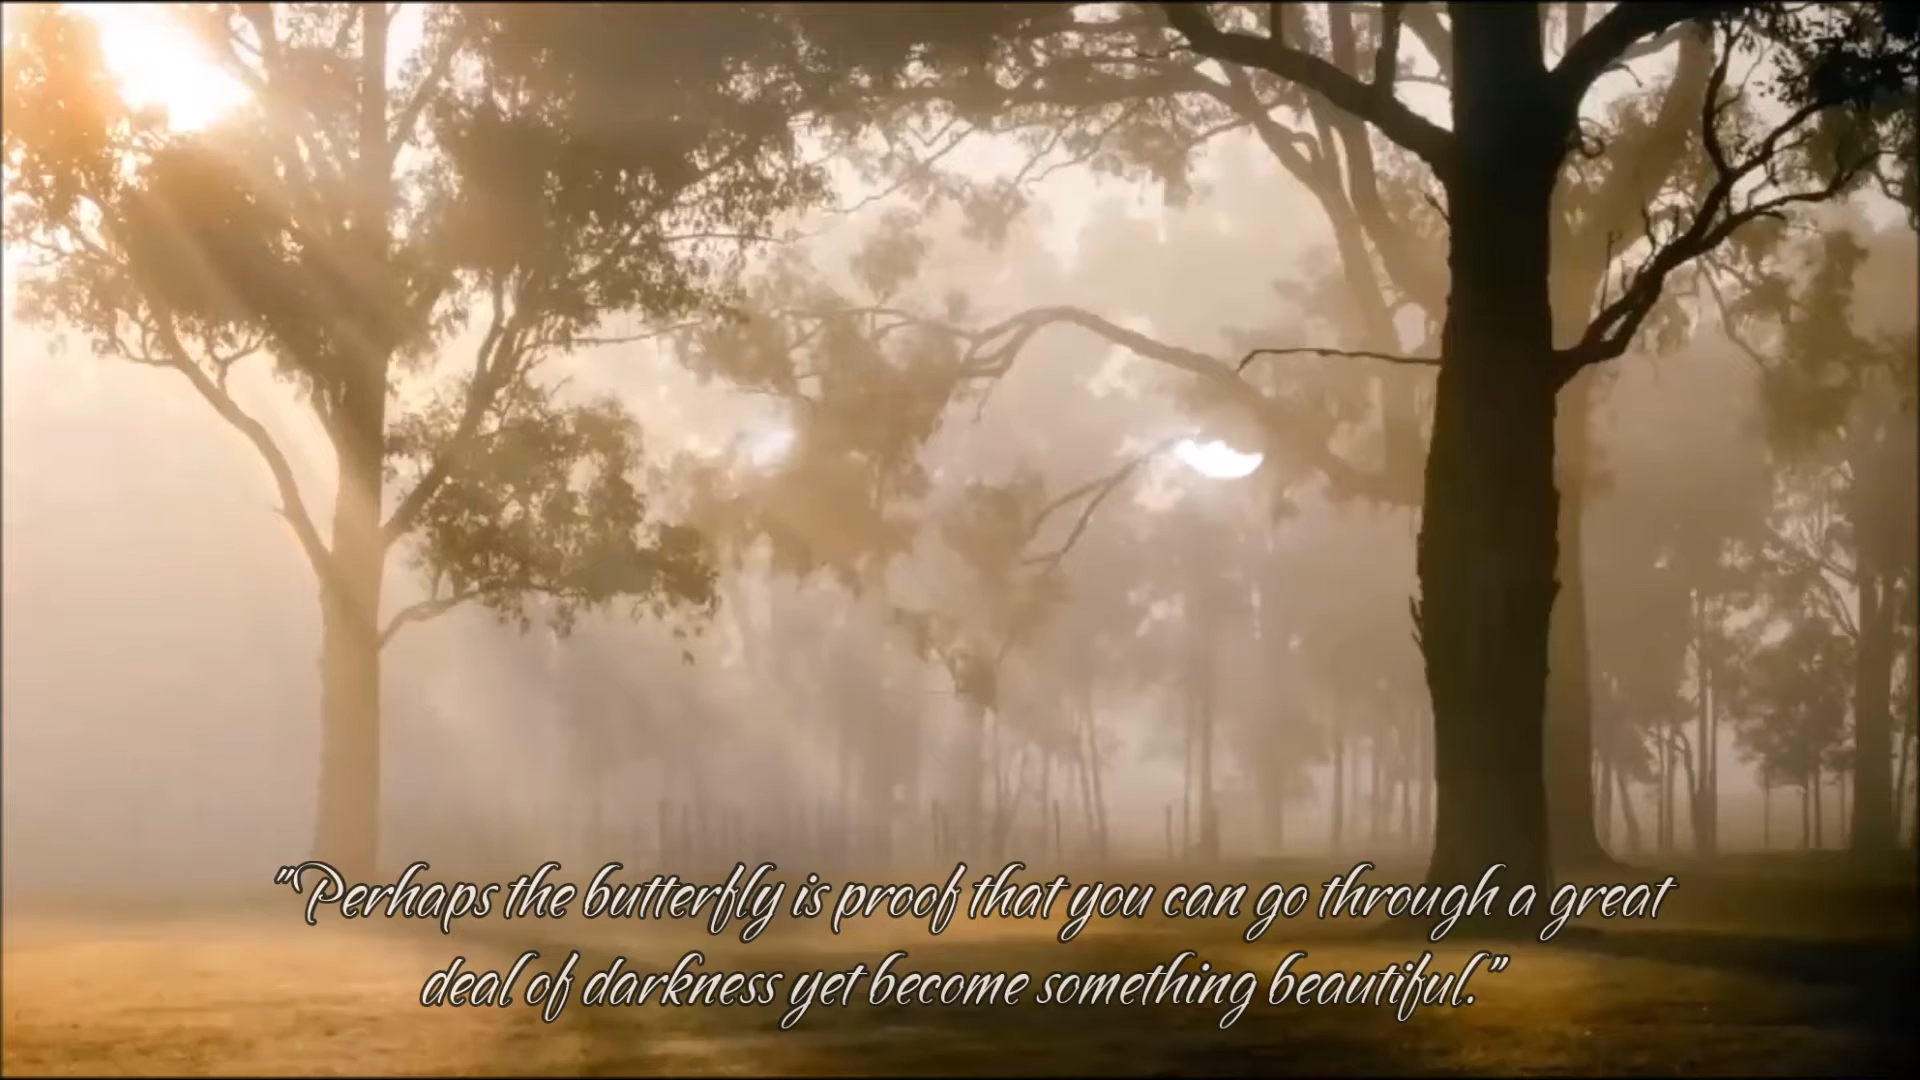 "Perhaps the butterfly is proof that you can go through a great
deal of darkness yet become something beautiful."